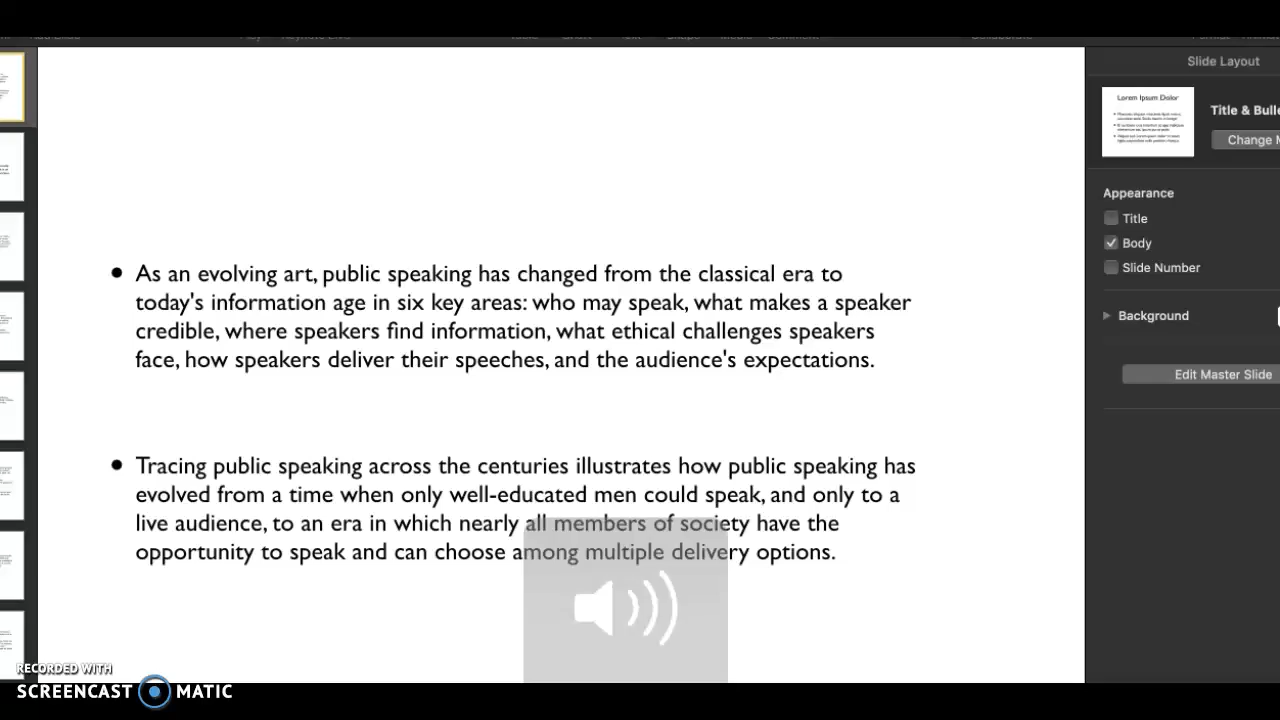 Slide Layout
Lorem Ipsum Dolor
Title & Bulle
Change M
Appearance
Title
Body
Slide Number
Background
Edit Master Slide
• As an evolving art, public speaking has changed from the classical era to
today's information age in six key areas: who may speak, what makes a speaker
credible, where speakers find information, what ethical challenges speakers
face, how speakers deliver their speeches, and the audience's expectations.
• Tracing public speaking across the centuries illustrates how public speaking has
evolved from a time when only well-educated men could speak, and only to a
live audience, to an era in which nearly all members of society have the
opportunity to speak and can choose among multiple delivery options.
RECORDED WITH
SCREENCAST MATIC